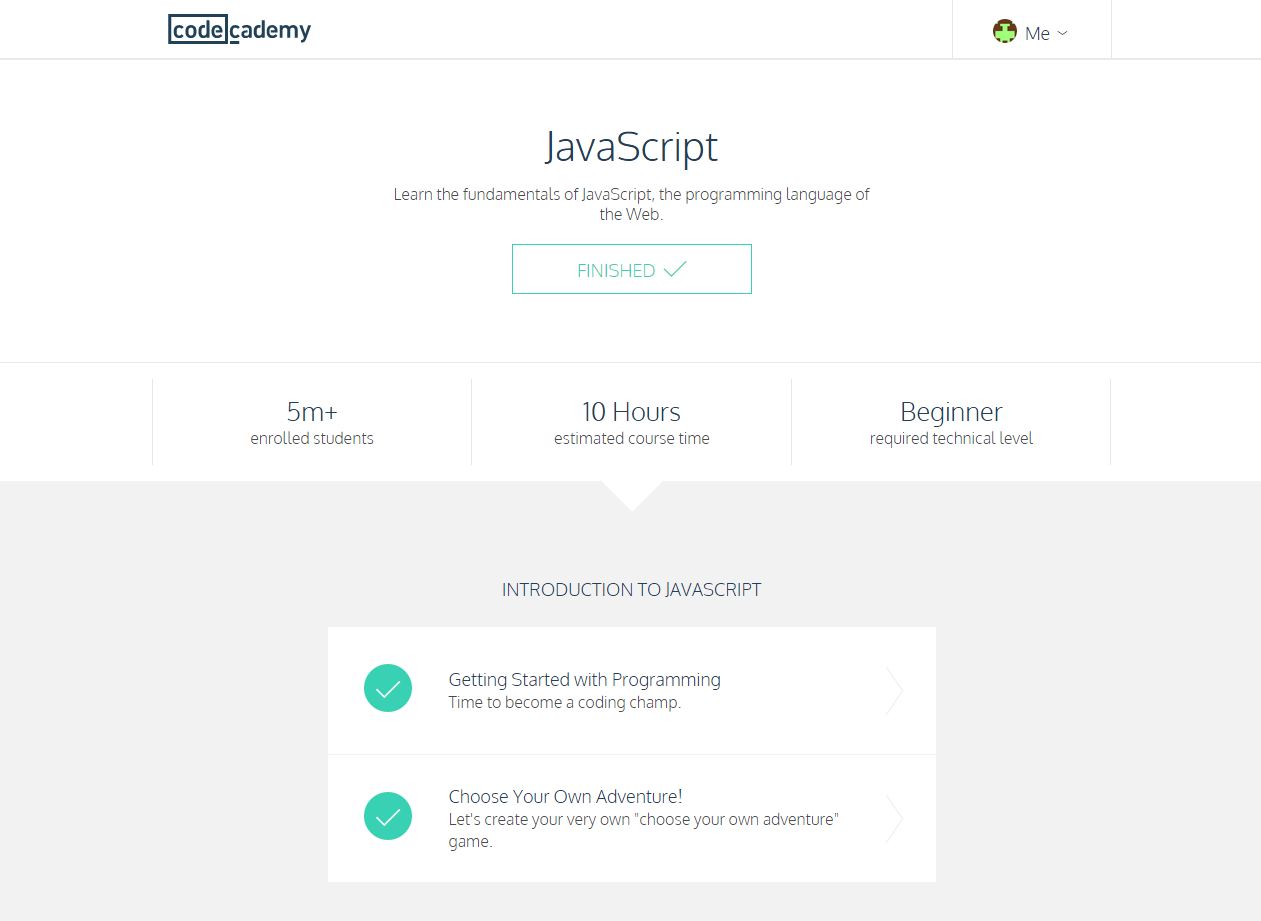 codecademy
Me
JavaScript
Learn the fundamentals of JavaScript, the programming language of
the Web.
FINISHED
5m+
enrolled students
10 Hours
estimated course time
Beginner
required technical level
INTRODUCTION TO JAVASCRIPT
Getting Started with Programming
Time to become a coding champ.
Choose Your Own Adventure!
Let's create your very own "choose your own adventure"
game.